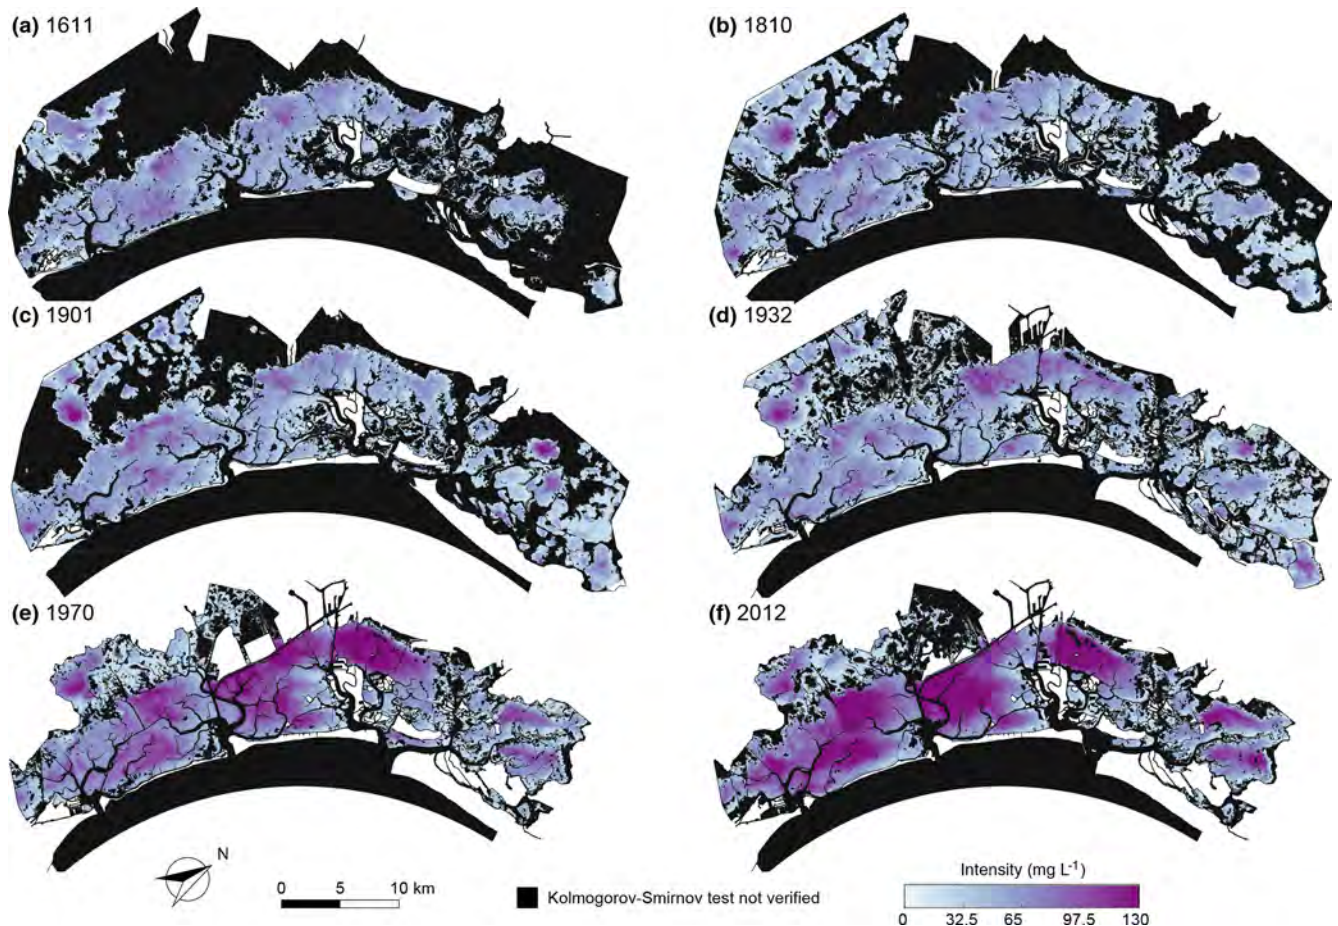 (a) 1611
(b) 1810
(c) 1901
(d) 1932
(e) 1970
(f) 2012
N
0 5 10 km
Kolmogorov-Smirnov test not verified
Intensity (mg L-1)
0 32.5 65 97.5 130